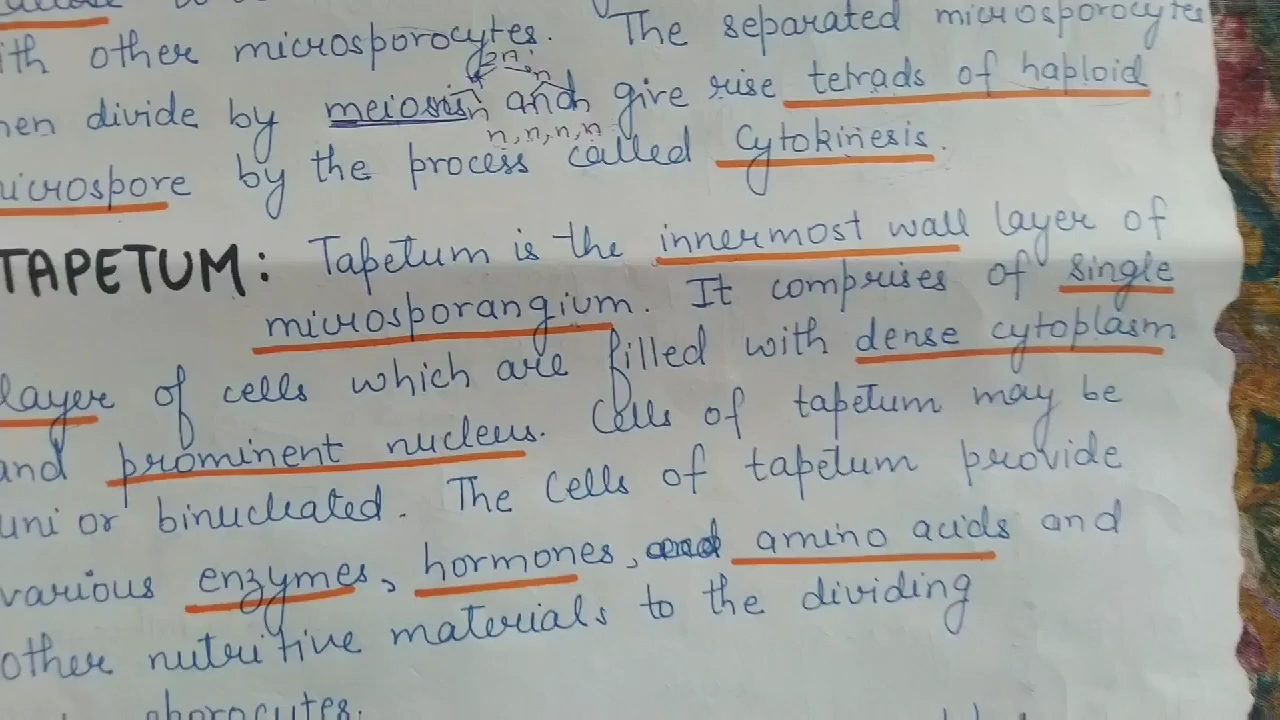 ith other microsporocytes. The separated microsporocytes
2n
n n
hen divide by meiosis and give rise tetrads of haploid
n, n, n, n
microspore by the process called Cytokinesis.
TAPETUM: Tapetum is the innermost wall layer of
microsporangium. It comprises of single
layer of cells which are filled with dense cytoplasm
and prominent nucleus. Cells of tapetum may be
uni or binucleated. The cells of tapetum provide
various enzymes, hormones, amino acids and
other nutritive materials to the dividing
sporocytes.